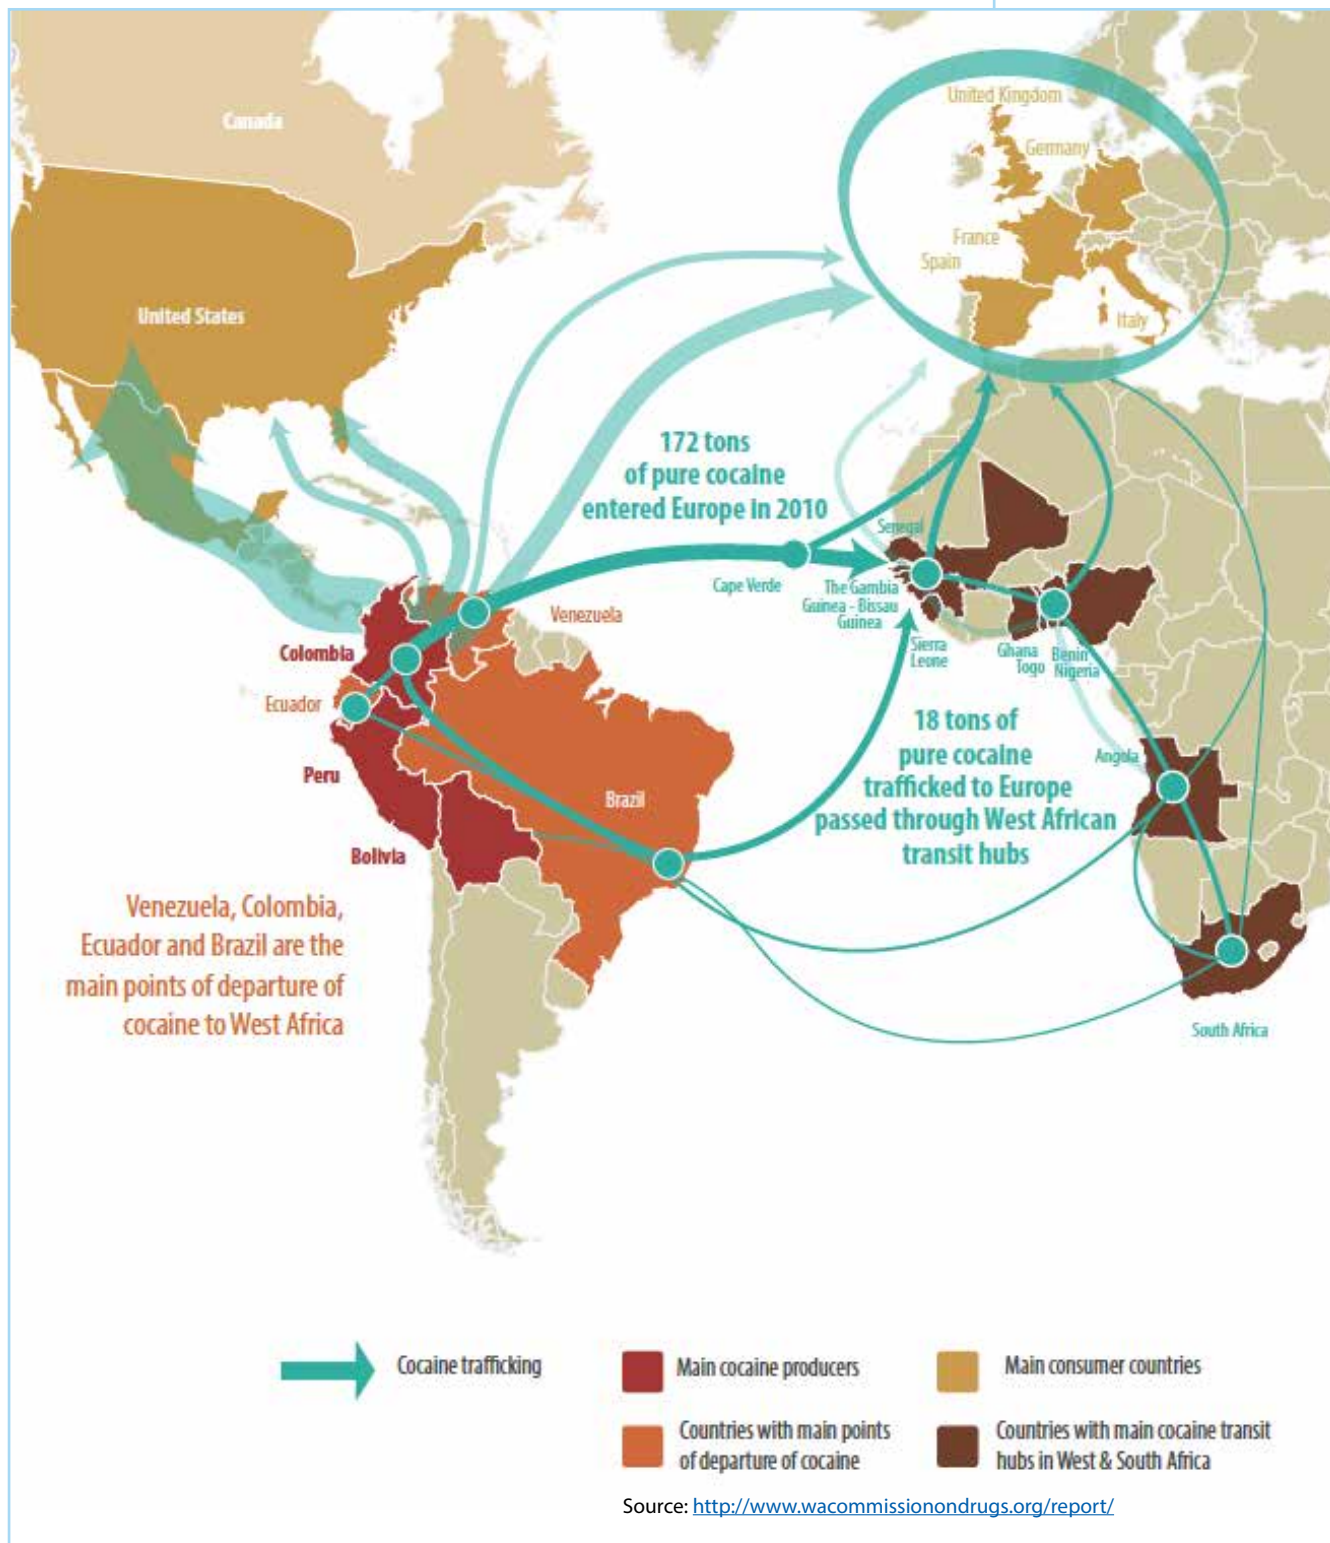 Canada
United States
United Kingdom
Germany
France
Spain
Italy
172 tons
of pure cocaine
entered Europe in 2010
Senegal
Cape Verde
The Gambia
Guinea - Bissau
Guinea
Sierra
Leone
Ghana
Togo
Benin
Nigeria
Venezuela
Colombia
Ecuador
Peru
Brazil
Bolivia
18 tons of
pure cocaine
trafficked to Europe
passed through West African
transit hubs
Angola
South Africa
Venezuela, Colombia,
Ecuador and Brazil are the
main points of departure of
cocaine to West Africa
Cocaine trafficking
Main cocaine producers
Main consumer countries
Countries with main points
of departure of cocaine
Countries with main cocaine transit
hubs in West & South Africa
Source: http://www.wacommissionondrugs.org/report/